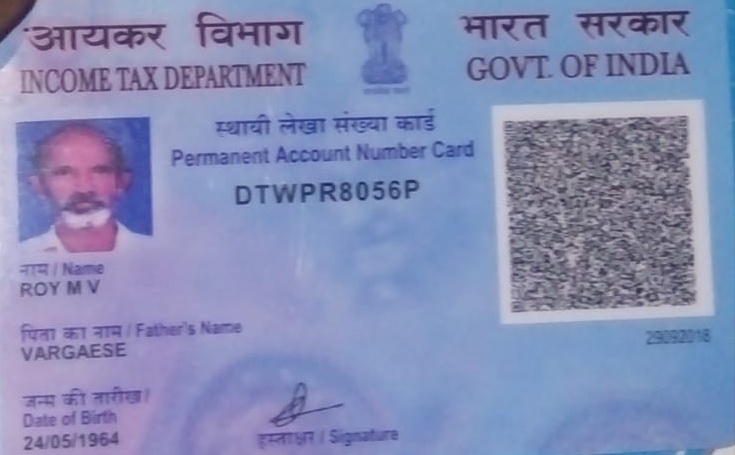 आयकर विभाग
INCOME TAX DEPARTMENT
भारत सरकार
GOVT. OF INDIA
स्थायी लेखा संख्या कार्ड
Permanent Account Number Card
DTWPR8056P
नाम / Name
ROY M V
पिता का नाम / Father's Name
VARGAESE
जन्म की तारीख /
Date of Birth
24/05/1964
हस्ताक्षर / Signature
29092018